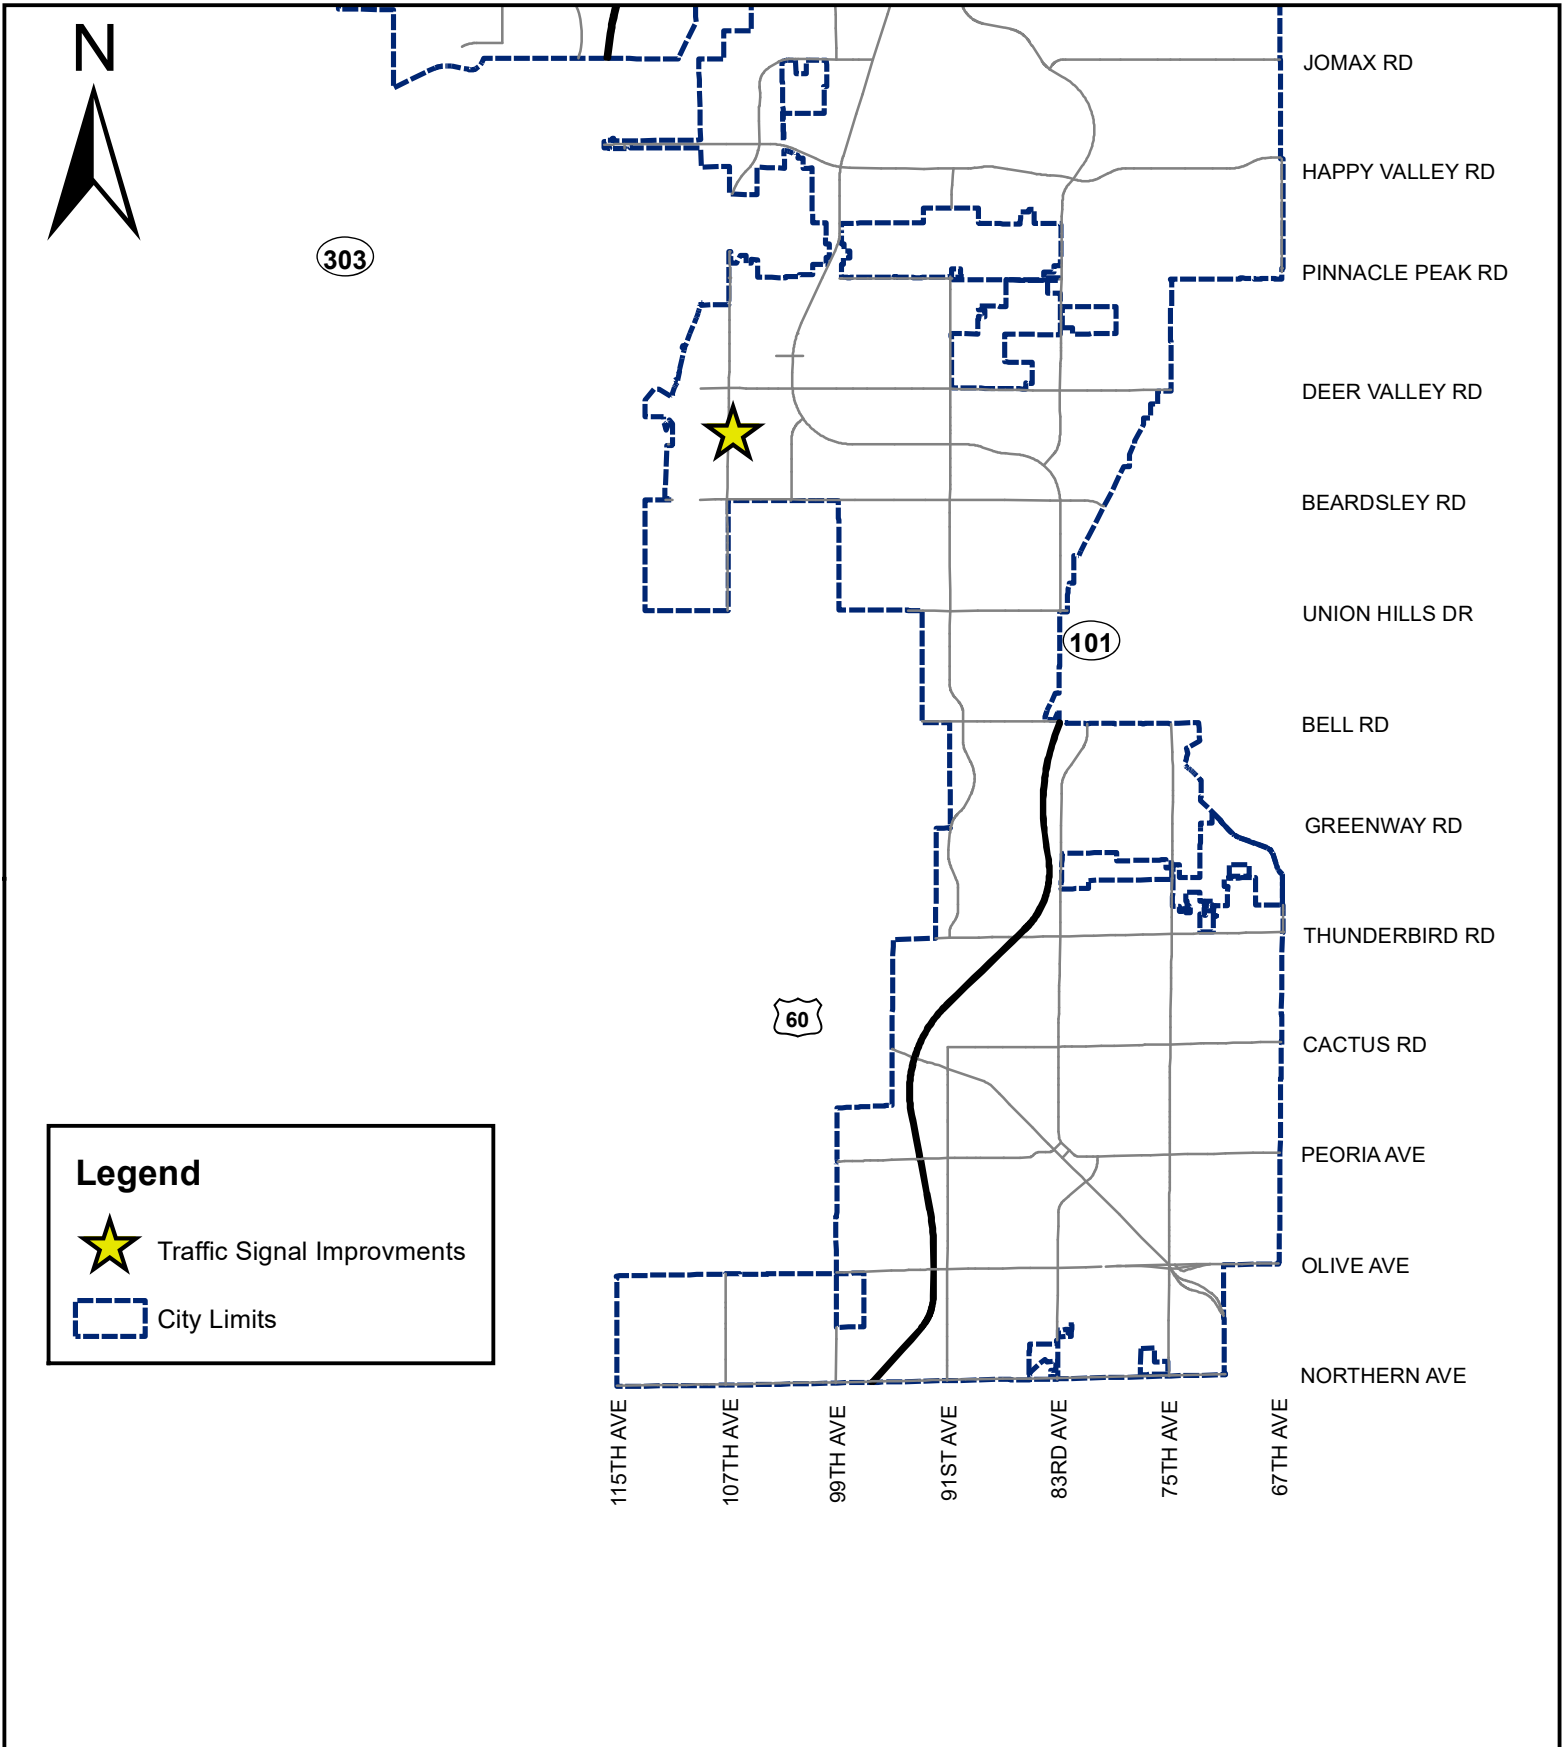 N
JOMAX RD
HAPPY VALLEY RD
303
PINNACLE PEAK RD
DEER VALLEY RD
BEARDSLEY RD
UNION HILLS DR
101
BELL RD
GREENWAY RD
THUNDERBIRD RD
60
CACTUS RD
PEORIA AVE
Legend
Traffic Signal Improvments
OLIVE AVE
City Limits
NORTHERN AVE
115TH AVE
107TH AVE
99TH AVE
91ST AVE
83RD AVE
75TH AVE
67TH AVE